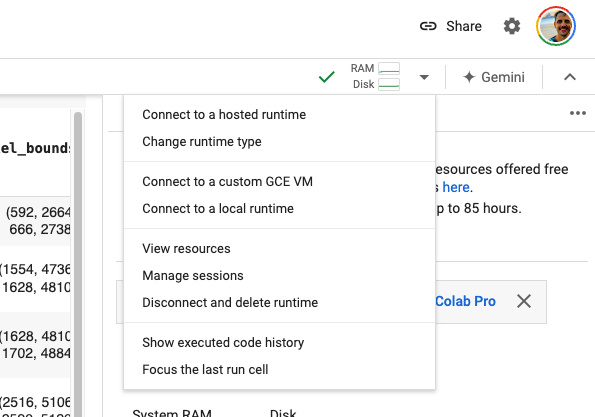 Share
RAM
Disk
Gemini
Connect to a hosted runtime
Change runtime type
Connect to a custom GCE VM
Connect to a local runtime
View resources
Manage sessions
Disconnect and delete runtime
Show executed code history
Focus the last run cell
el_bound
(592, 2664
666, 2738
(1554, 4736
1628, 4810
(1628, 4810
1702, 4884
(2516, 5106
esources offered free
s here.
p to 85 hours.
Colab Pro
System RAM Disk